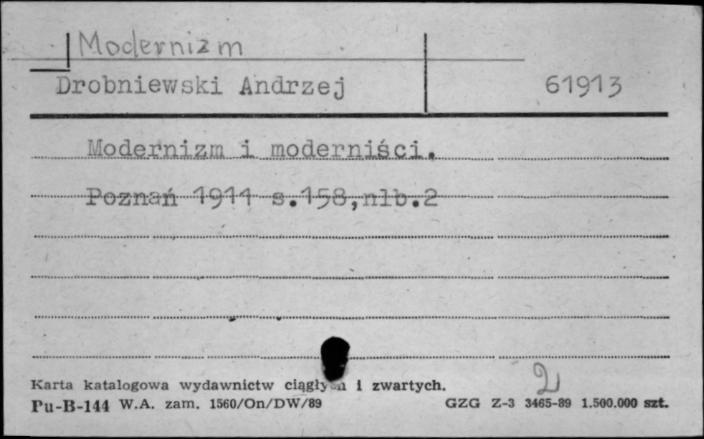 Modernizm
Drobniewski Andrzej 61913
Modernizm i moderniści.
Poznań 1911 s.158,nlb.2
Karta katalogowa wydawnictw i zwartych.
2
Pu-B-144 W.A. zam. 1560/On/DW/89 GZG Z-3 3465-89 1.500.000 szt.